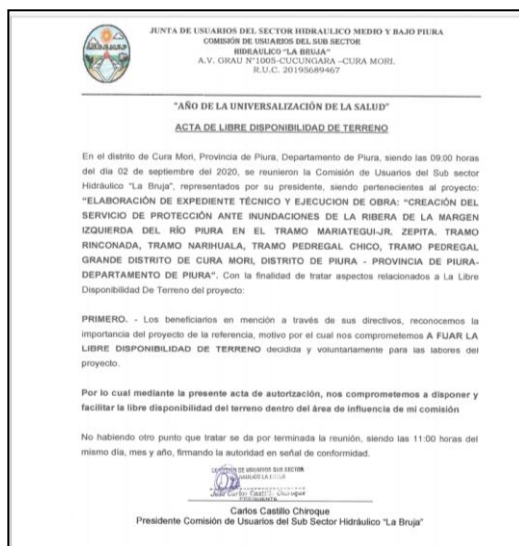 JUNTA DE USUARIOS DEL SECTOR HIDRAULICO MEDIO Y BAJO PIURA
COMISIÓN DE USUARIOS DEL SUB SECTOR
HIDRAULICO "LA BRUJA"
A.V. GRAU N°1005-CUCUNGARA –CURA MORI.
R.U.C. 20195689467
"AÑO DE LA UNIVERSALIZACIÓN DE LA SALUD"
ACTA DE LIBRE DISPONIBILIDAD DE TERRENO
En el distrito de Cura Mori, Provincia de Piura, Departamento de Piura, siendo las 09:00 horas
del día 02 de septiembre del 2020, se reunieron la Comisión de Usuarios del Sub sector
Hidráulico "La Bruja", representados por su presidente, siendo pertenecientes al proyecto:
"ELABORACIÓN DE EXPEDIENTE TÉCNICO Y EJECUCION DE OBRA: "CREACIÓN DEL
SERVICIO DE PROTECCIÓN ANTE INUNDACIONES DE LA RIBERA DE LA MARGEN
IZQUIERDA DEL RÍO PIURA EN EL TRAMO MARIATEGUI-JR. ZEPITA, TRAMO
RINCONADA, TRAMO NARIHUALA, TRAMO PEDREGAL CHICO, TRAMO PEDREGAL
GRANDE DISTRITO DE CURA MORI, DISTRITO DE PIURA - PROVINCIA DE PIURA-
DEPARTAMENTO DE PIURA". Con la finalidad de tratar aspectos relacionados a La Libre
Disponibilidad De Terreno del proyecto:
PRIMERO. - Los beneficiarios en mención a través de sus directivos, reconocemos la
importancia del proyecto de la referencia, motivo por el cual nos comprometemos A FIJAR LA
LIBRE DISPONIBILIDAD DE TERRENO decidida y voluntariamente para las labores del
proyecto.
Por lo cual mediante la presente acta de autorización, nos comprometemos a disponer y
facilitar la libre disponibilidad del terreno dentro del área de influencia de mi comisión
No habiendo otro punto que tratar se da por terminada la reunión, siendo las 11:00 horas del
mismo día, mes y año, firmando la autoridad en señal de conformidad.
COMISIÓN DE USUARIOS SUB SECTOR
Carlos Castillo Chiroque
PRESIDENTE
Carlos Castillo Chiroque
Presidente Comisión de Usuarios del Sub Sector Hidráulico "La Bruja"